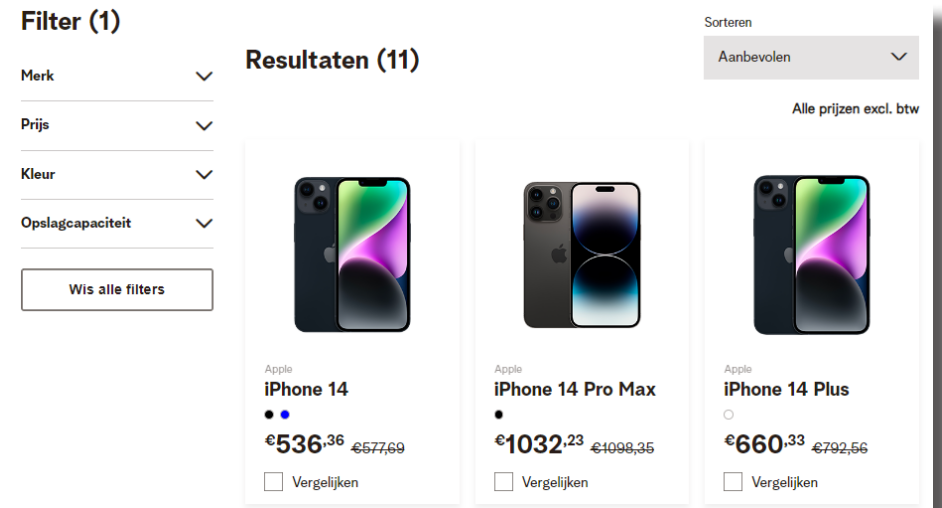 Filter (1)
Merk
Prijs
Kleur
Opslagcapaciteit
Wis alle filters
Resultaten (11)
Sorteren
Aanbevolen
Alle prijzen excl. btw
Apple
iPhone 14
€536,36 €577,69
Vergelijken
Apple
iPhone 14 Pro Max
€1032,23 €1098,35
Vergelijken
Apple
iPhone 14 Plus
€660,33 €792,56
Vergelijken